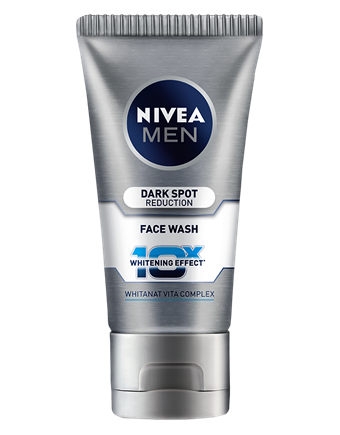 NIVEA
MEN
DARK SPOT
REDUCTION
FACE WASH
10X
WHITENING EFFECT*
WHITANAT VITA COMPLEX